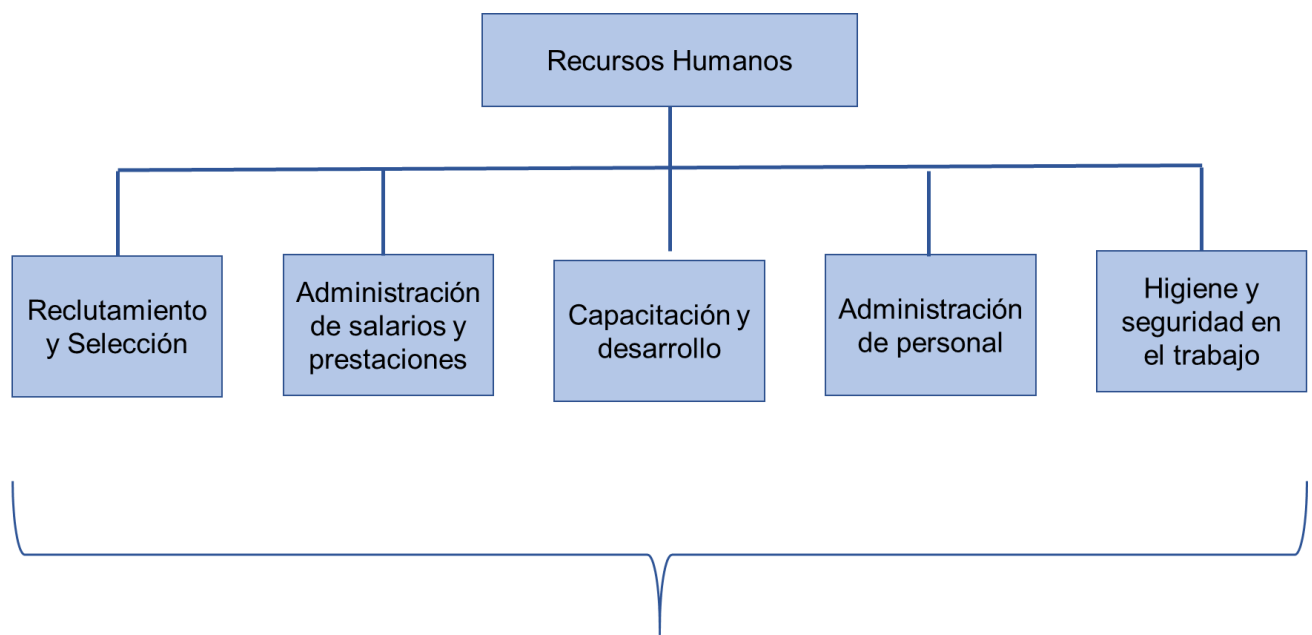 Recursos Humanos
Reclutamiento
y Selección
Administración
de salarios y
prestaciones
Capacitación y
desarrollo
Administración
de personal
Higiene y
seguridad en
el trabajo